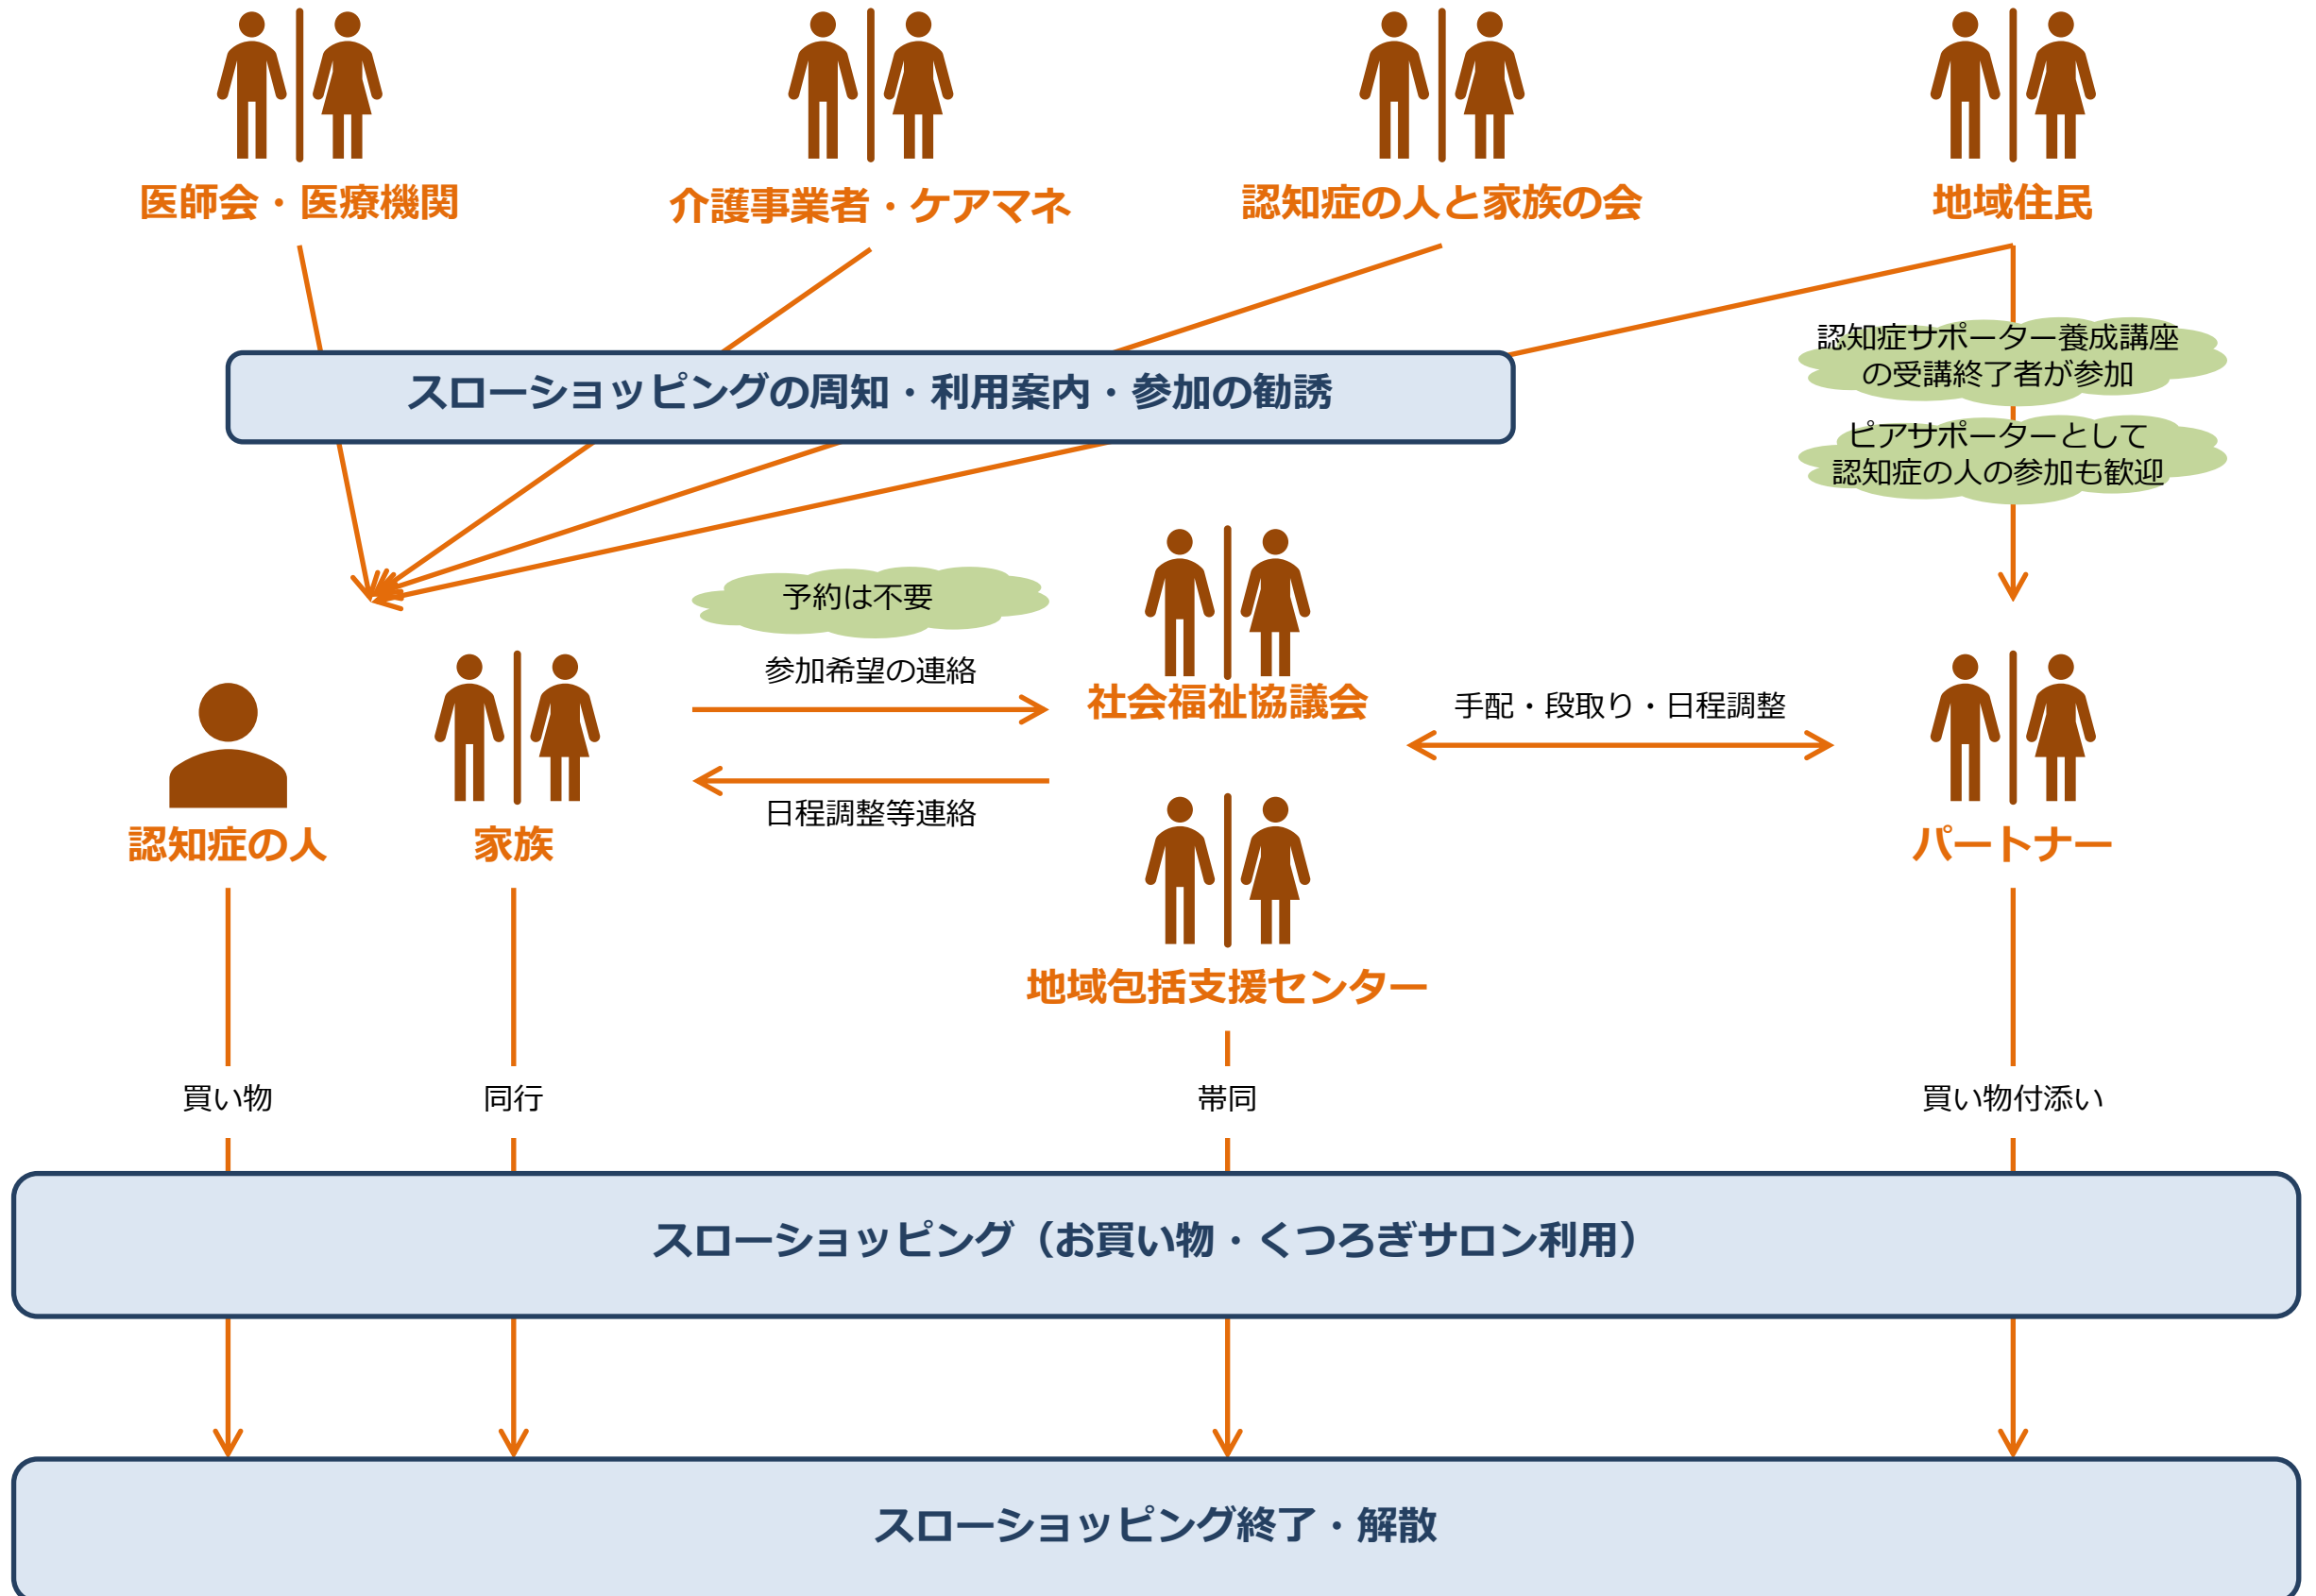 医師会・医療機関
介護事業者・ケアマネ
認知症の人と家族の会
地域住民
スローショッピングの周知・利用案内・参加の勧誘
認知症サポーター養成講座
の受講終了者が参加
ピアサポーターとして
認知症の人の参加も歓迎
予約は不要
参加希望の連絡
社会福祉協議会
手配・段取り・日程調整
日程調整等連絡
認知症の人
家族
パートナー
地域包括支援センター
買い物
同行
帯同
買い物付添い
スローショッピング（お買い物・くつろぎサロン利用）
スローショッピング終了・解散